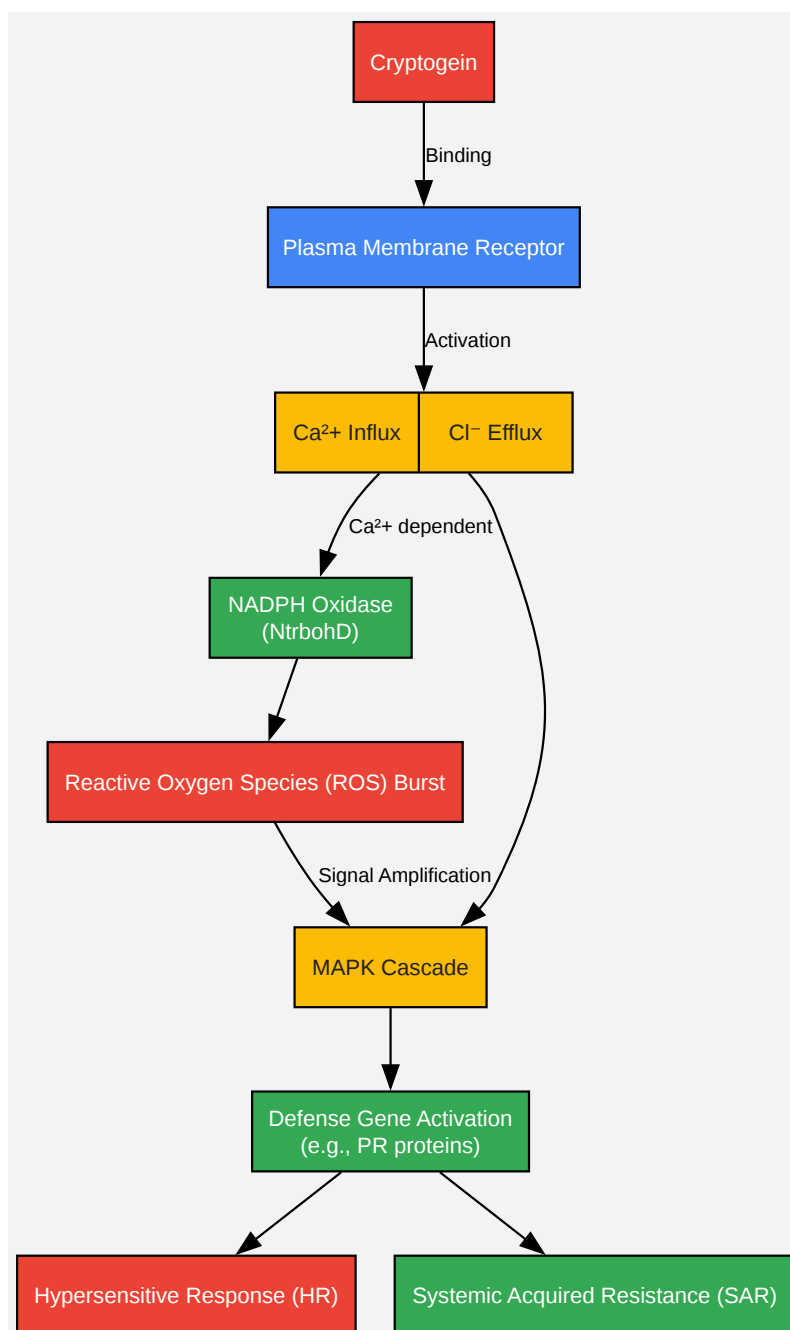 Cryptogein
Binding
Plasma Membrane Receptor
Activation
Ca²+ Influx
Cl⁻ Efflux
Ca²+ dependent
NADPH Oxidase
(NtrbohD)
Reactive Oxygen Species (ROS) Burst
Signal Amplification
MAPK Cascade
Defense Gene Activation
(e.g., PR proteins)
Hypersensitive Response (HR)
Systemic Acquired Resistance (SAR)